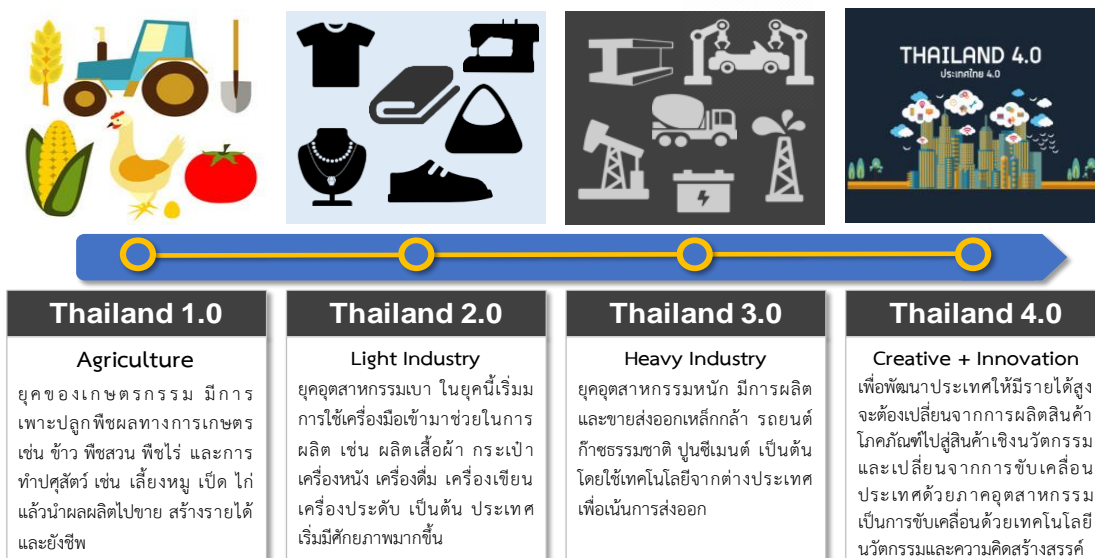 THAILAND 4.0
ประเทศไทย 4.0
Thailand 1.0
Agriculture
ยุคของเกษตรกรรม มีการ
เพาะปลูกพืชผลทางการเกษตร
เช่น ข้าว พืชสวน พืชไร่ และการ
ทำปศุสัตว์ เช่น เลี้ยงหมู เป็ด ไก่
แล้วนำผลผลิตไปขาย สร้างรายได้
และยังชีพ
Thailand 2.0
Light Industry
ยุคอุตสาหกรรมเบา ในยุคนี้เริ่มม
การใช้เครื่องมือเข้ามาช่วยในการ
ผลิต เช่น ผลิตเสื้อผ้า กระเป๋า
เครื่องหนัง เครื่องดื่ม เครื่องเขียน
เครื่องประดับ เป็นต้น ประเทศ
เริ่มมีศักยภาพมากขึ้น
Thailand 3.0
Heavy Industry
ยุคอุตสาหกรรมหนัก มีการผลิต
และขายส่งออกเหล็กกล้า รถยนต์
ก๊าซธรรมชาติ ปูนซีเมนต์ เป็นต้น
โดยใช้เทคโนโลยีจากต่างประเทศ
เพื่อเน้นการส่งออก
Thailand 4.0
Creative + Innovation
เพื่อพัฒนาประเทศให้มีรายได้สูง
จะต้องเปลี่ยนจากการผลิตสินค้า
โภคภัณฑ์ไปสู่สินค้าเชิงนวัตกรรม
และเปลี่ยนจากการขับเคลื่อน
ประเทศด้วยภาคอุตสาหกรรม
เป็นการขับเคลื่อนด้วยเทคโนโลยี
นวัตกรรมและความคิดสร้างสรรค์